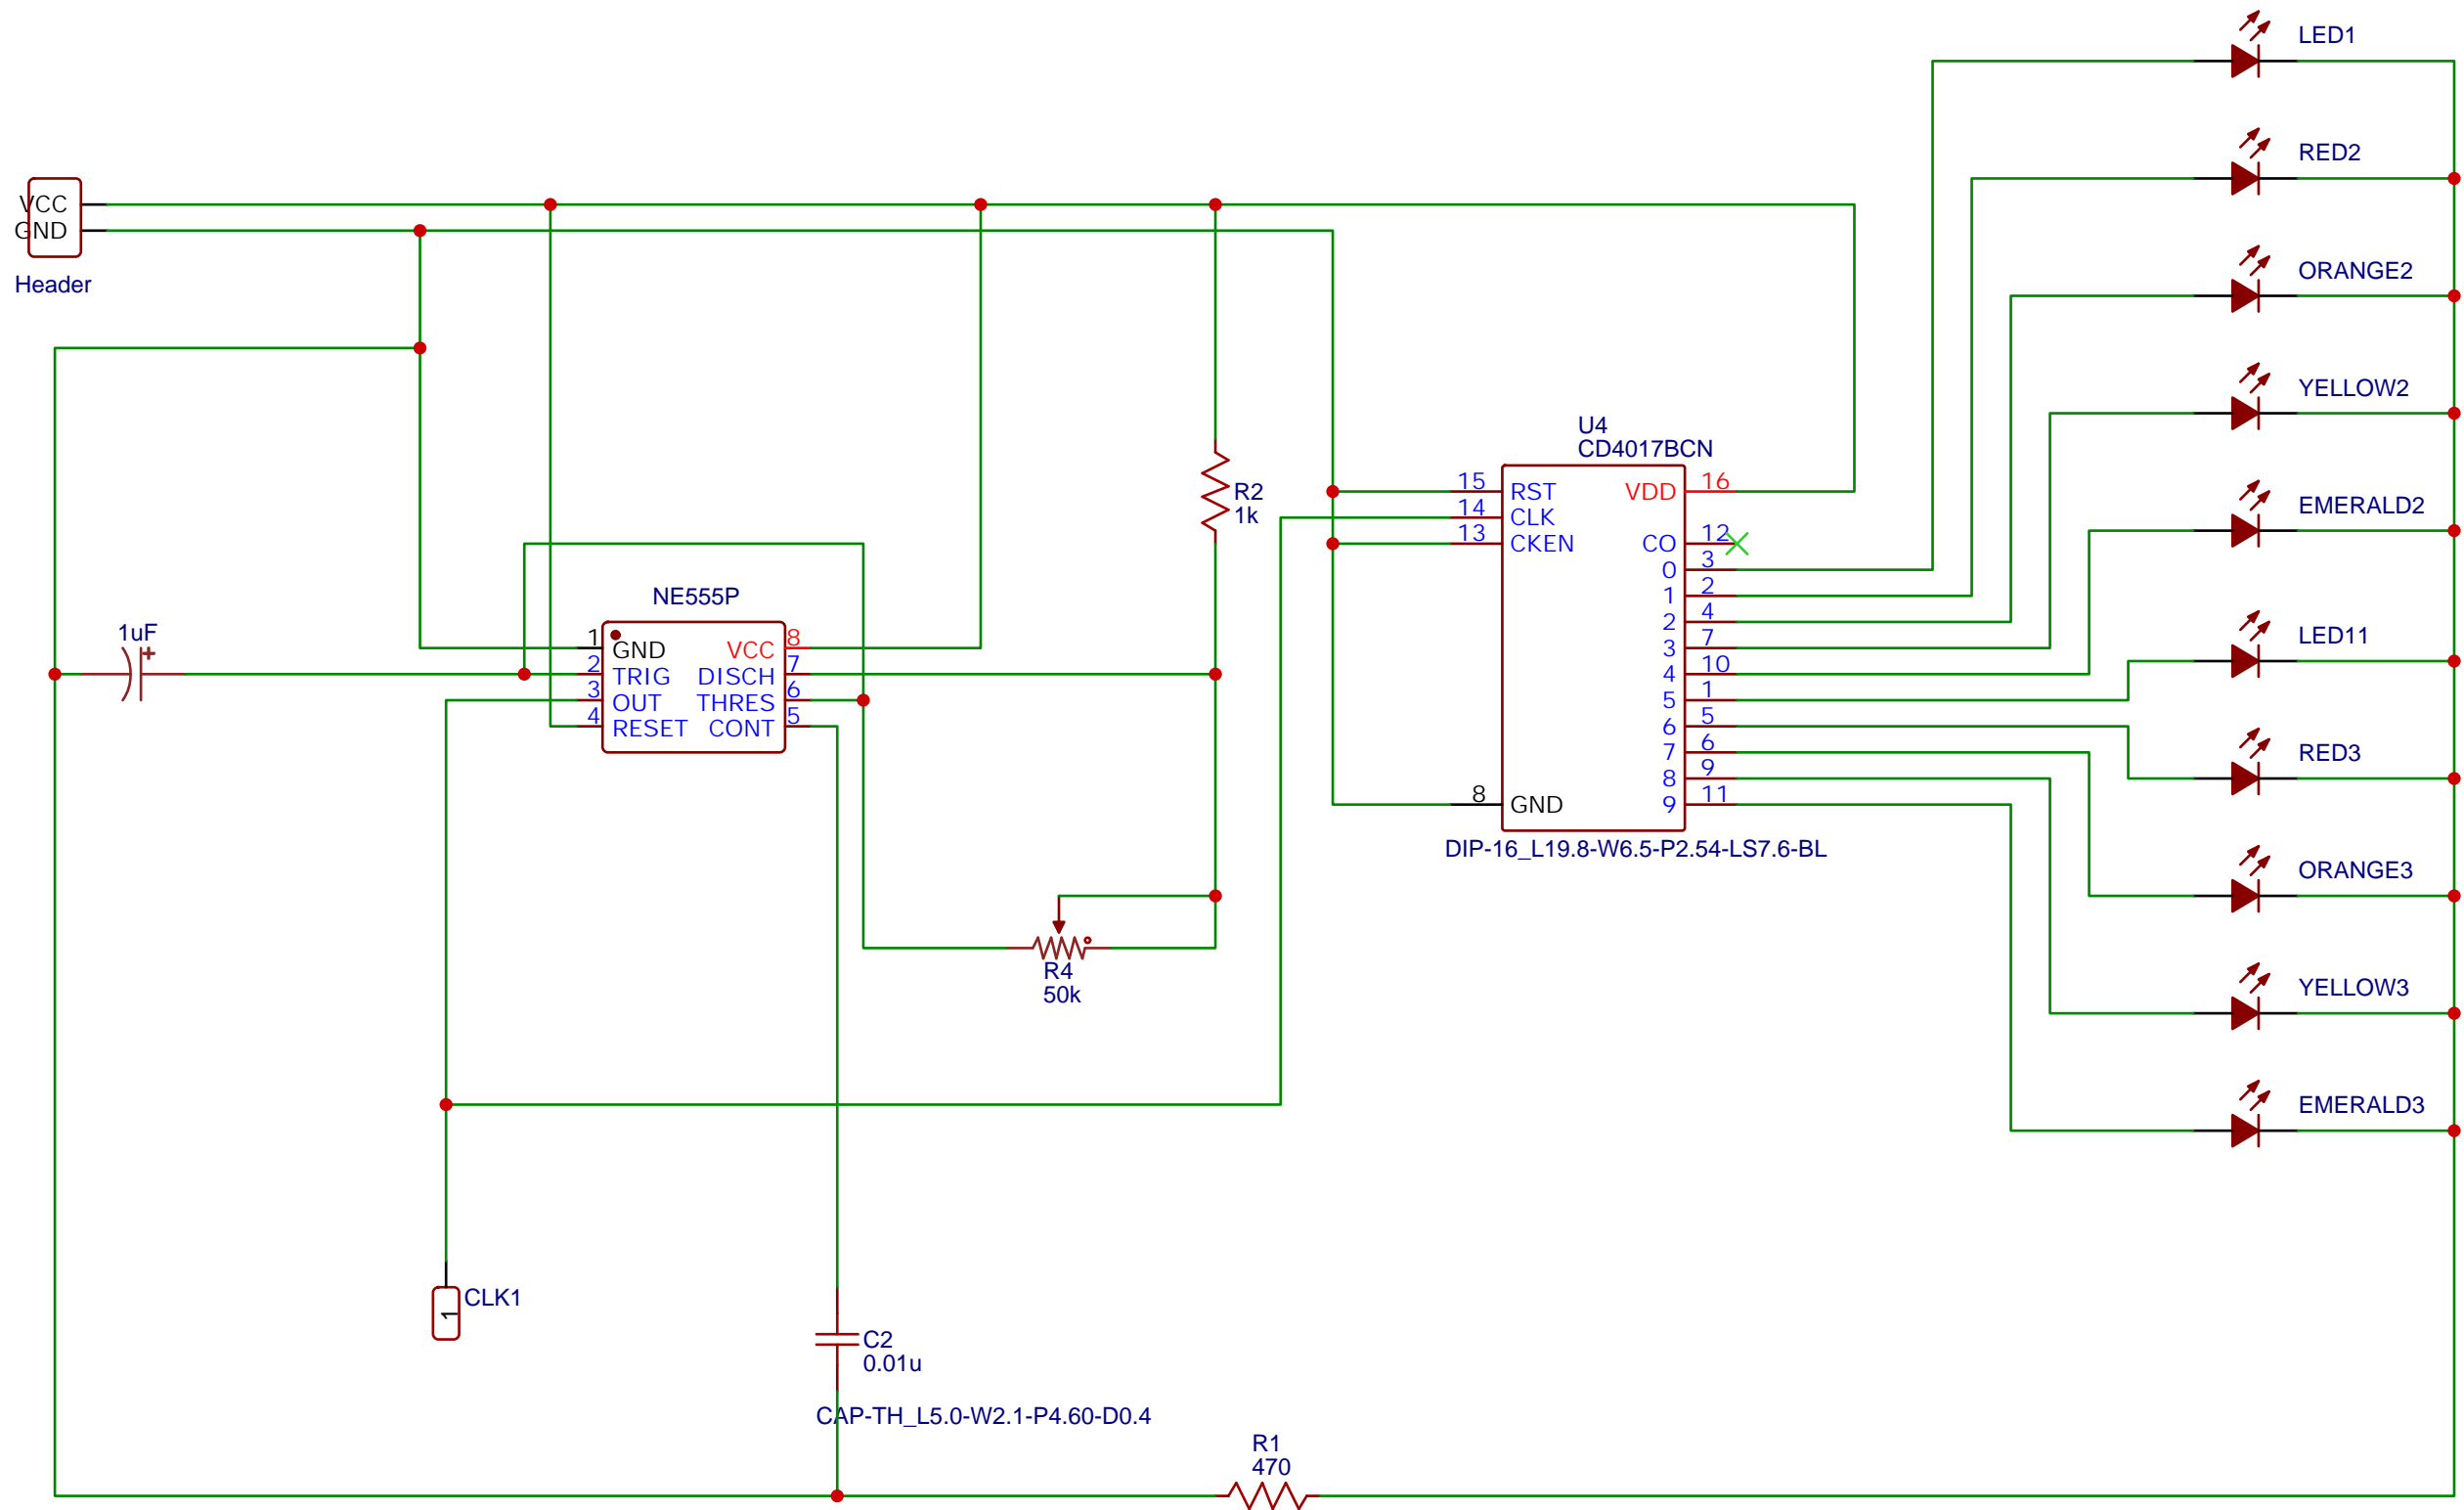 LED1
RED2
VCC
GND
Header
ORANGE2
YELLOW2
U4
CD4017BCN
15 RST VDD 16
14 CLK
13 CKEN CO 12
0 3
1 2
2 4
3 7
4 10
5 1
6 5
7 6
8 9
8 GND 9 11
DIP-16_L19.8-W6.5-P2.54-LS7.6-BL
R2
1k
EMERALD2
NE555P
1 GND VCC 8
2 TRIG DISCH 7
3 OUT THRES 6
4 RESET CONT 5
1uF
+
LED11
RED3
ORANGE3
R4
50k
YELLOW3
EMERALD3
1
CLK1
C2
0.01u
CAP-TH_L5.0-W2.1-P4.60-D0.4
R1
470